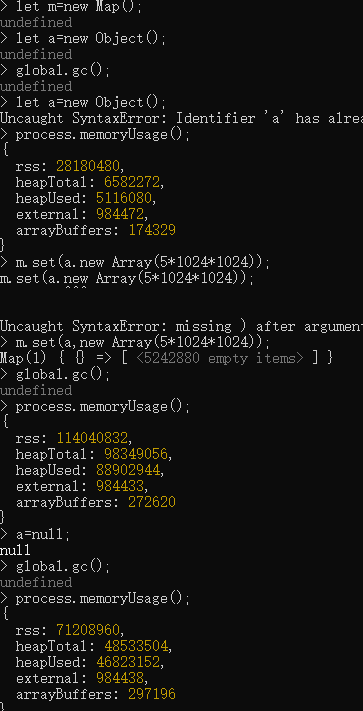 > let m=new Map();
undefined
> let a=new Object();
undefined
> global.gc();
undefined
> let a=new Object();
Uncaught SyntaxError: Identifier 'a' has alrea
> process.memoryUsage();
{
  rss: 28180480,
  heapTotal: 6582272,
  heapUsed: 5116080,
  external: 984472,
  arrayBuffers: 174329
}
> m.set(a.new Array(5*1024*1024));
m.set(a.new Array(5*1024*1024));
        ^^^
Uncaught SyntaxError: missing ) after argument
> m.set(a,new Array(5*1024*1024));
Map(1) { {} => [ <5242880 empty items> ] }
> global.gc();
undefined
> process.memoryUsage();
{
  rss: 114040832,
  heapTotal: 98349056,
  heapUsed: 88902944,
  external: 984433,
  arrayBuffers: 272620
}
> a=null;
null
> global.gc();
undefined
> process.memoryUsage();
{
  rss: 71208960,
  heapTotal: 48533504,
  heapUsed: 46823152,
  external: 984438,
  arrayBuffers: 297196
}